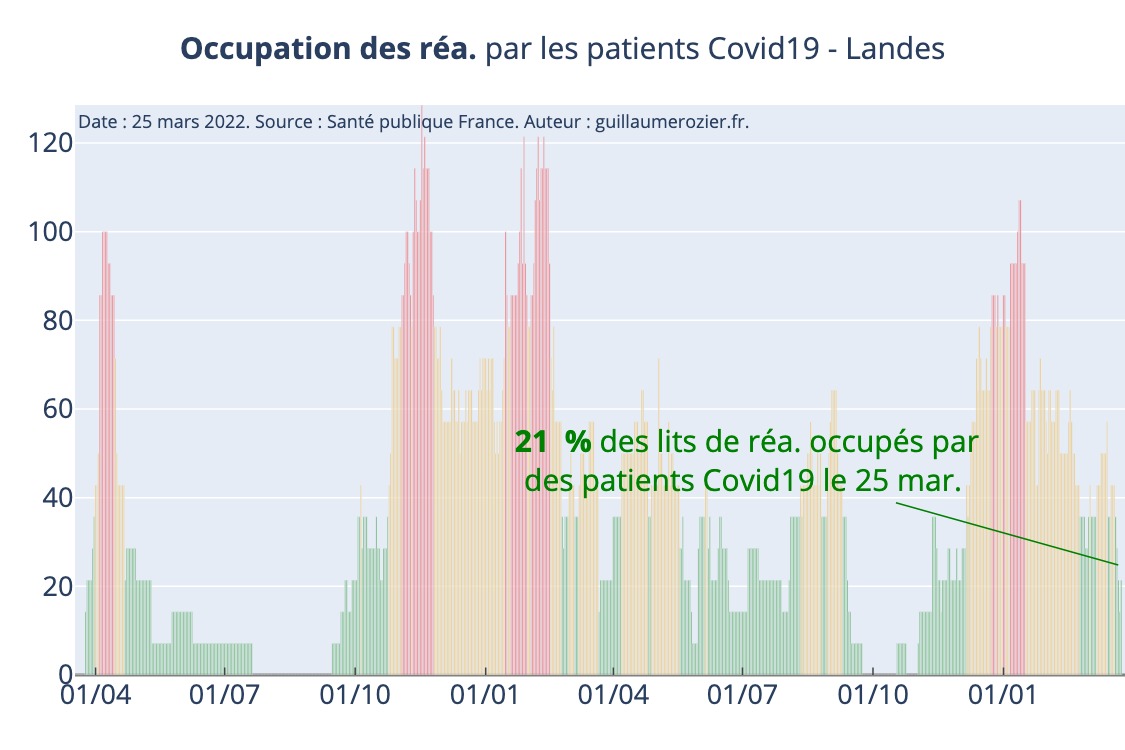 Occupation des réa. par les patients Covid19 - Landes
Date : 25 mars 2022. Source : Santé publique France. Auteur : guillaumerozier.fr.
120
100
80
60
40
20
0
21 % des lits de réa. occupés par
des patients Covid19 le 25 mar.
01/04 01/07 01/10 01/01 01/04 01/07 01/10 01/01